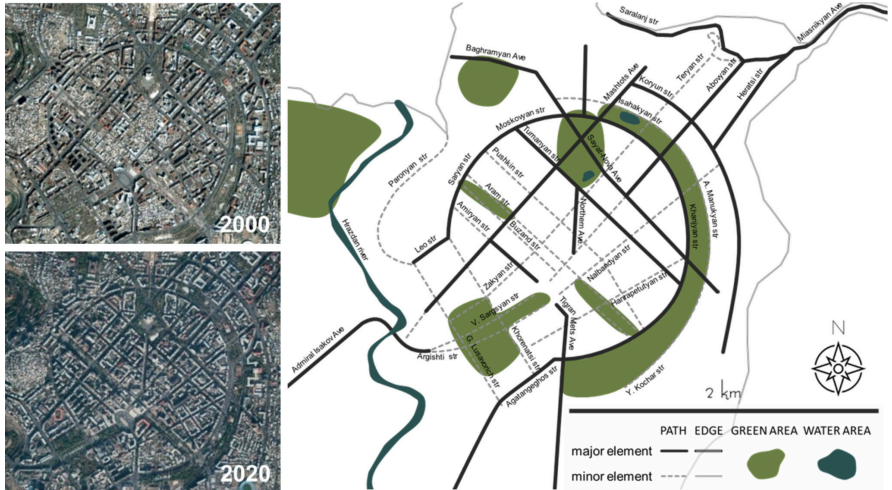 2000
2020
Saralanj str
Miasnikyan Ave
Baghramyan Ave
Mashtots Ave
Koryun str
Teryan str
Abovyan str
Heratsi str
Isahakyan str
Moskowyan str
Tumanyan str
Sayat-Nova Ave
Pushkin str
Paronyan str
Saryan str
Aram str
Amiryan str
Buzand str
Northern Ave
A. Manukyan str
Khanjyan str
Leo str
Hrazdan river
Zakyan str
Nalbandyan str
Hanrapetutyan str
V. Sargsyan str
Tigran Mets Ave
G. Lusavorich str
Khorenatsi str
Admiral Isakov Ave
Argishti str
Agatangeghos str
Y. Kochar str
N
2 km
PATH EDGE GREEN AREA WATER AREA
major element
minor element